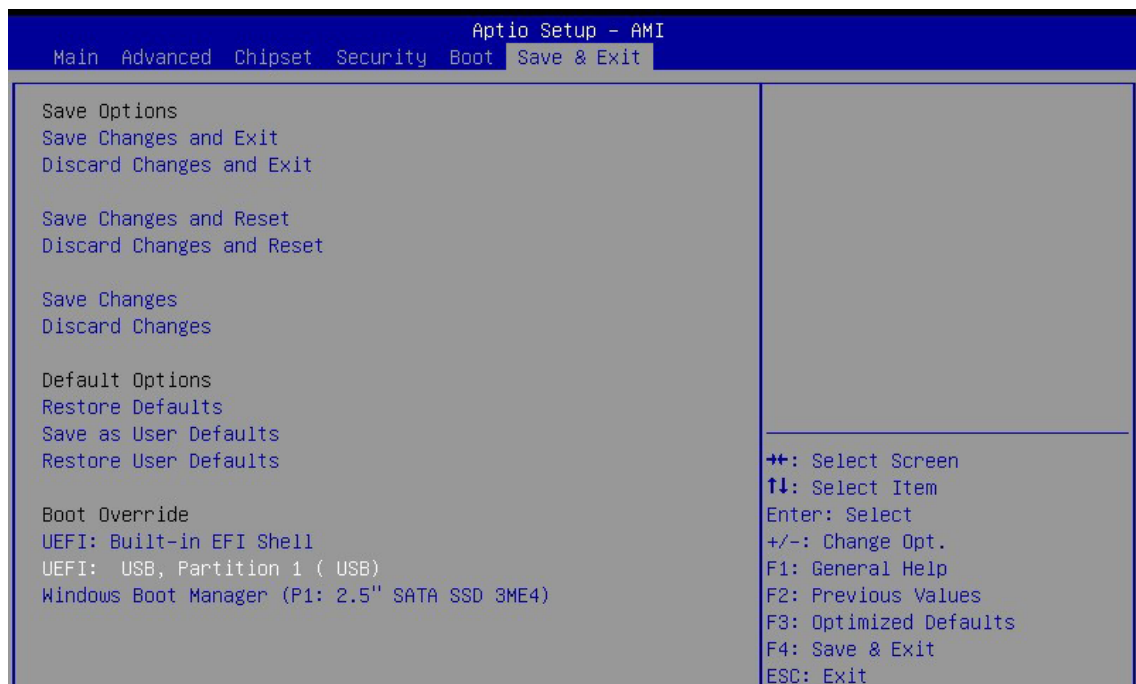 Aptio Setup – AMI
Main Advanced Chipset Security Boot Save & Exit
Save Options
Save Changes and Exit
Discard Changes and Exit
Save Changes and Reset
Discard Changes and Reset
Save Changes
Discard Changes
Default Options
Restore Defaults
Save as User Defaults
Restore User Defaults
Boot Override
UEFI: Built-in EFI Shell
UEFI: USB, Partition 1 ( USB)
Windows Boot Manager (P1: 2.5" SATA SSD 3ME4)
→←: Select Screen
↑↓: Select Item
Enter: Select
+/-: Change Opt.
F1: General Help
F2: Previous Values
F3: Optimized Defaults
F4: Save & Exit
ESC: Exit